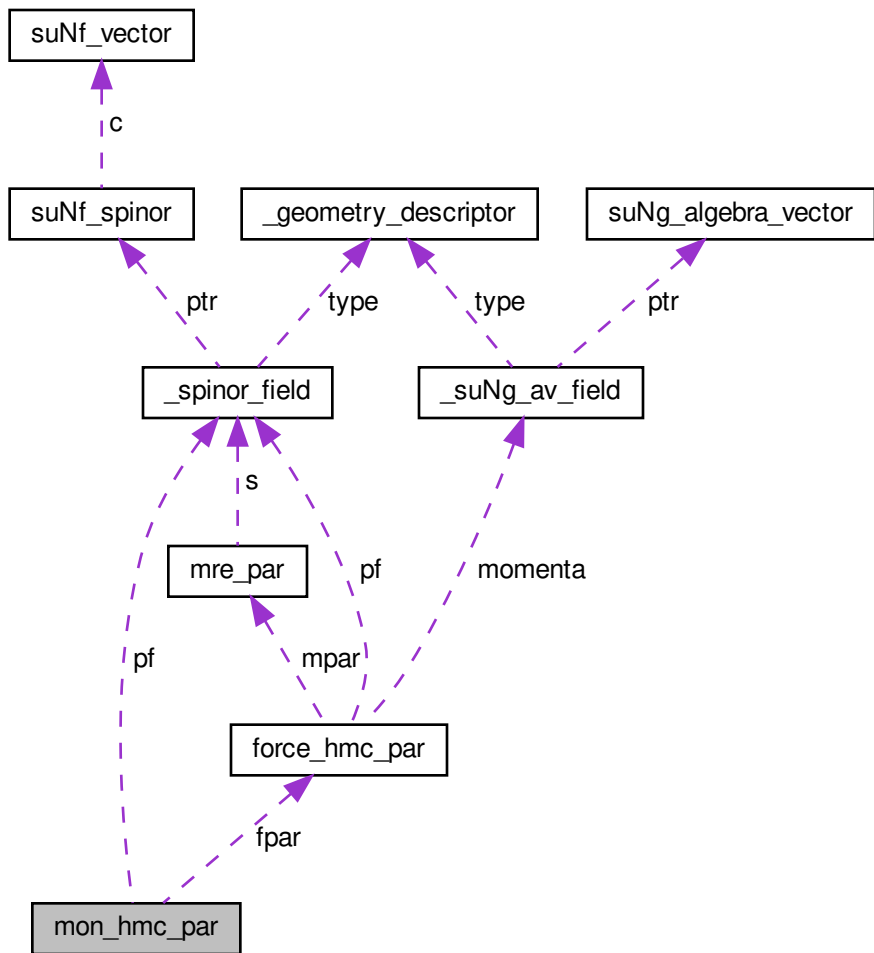 suNf_vector
c
suNf_spinor
_geometry_descriptor
suNg_algebra_vector
ptr
type
type
ptr
_spinor_field
_suNg_av_field
s
mre_par
pf
momenta
pf
mpar
force_hmc_par
fpar
mon_hmc_par